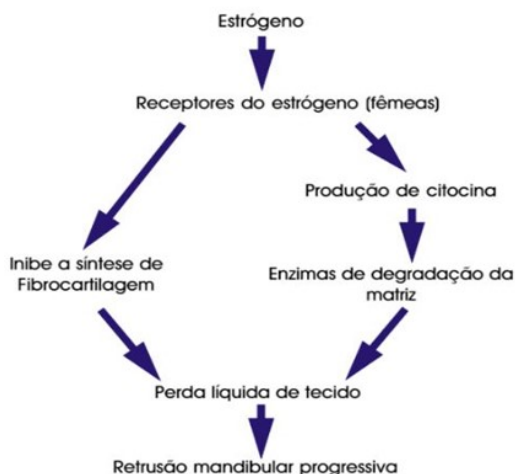 Estrógeno
Receptores do estrógeno (fêmeas)
Produção de citocina
Inibe a síntese de
Fibrocartilagem
Enzimas de degradação da
matriz
Perda líquida de tecido
Retrusão mandibular progressiva